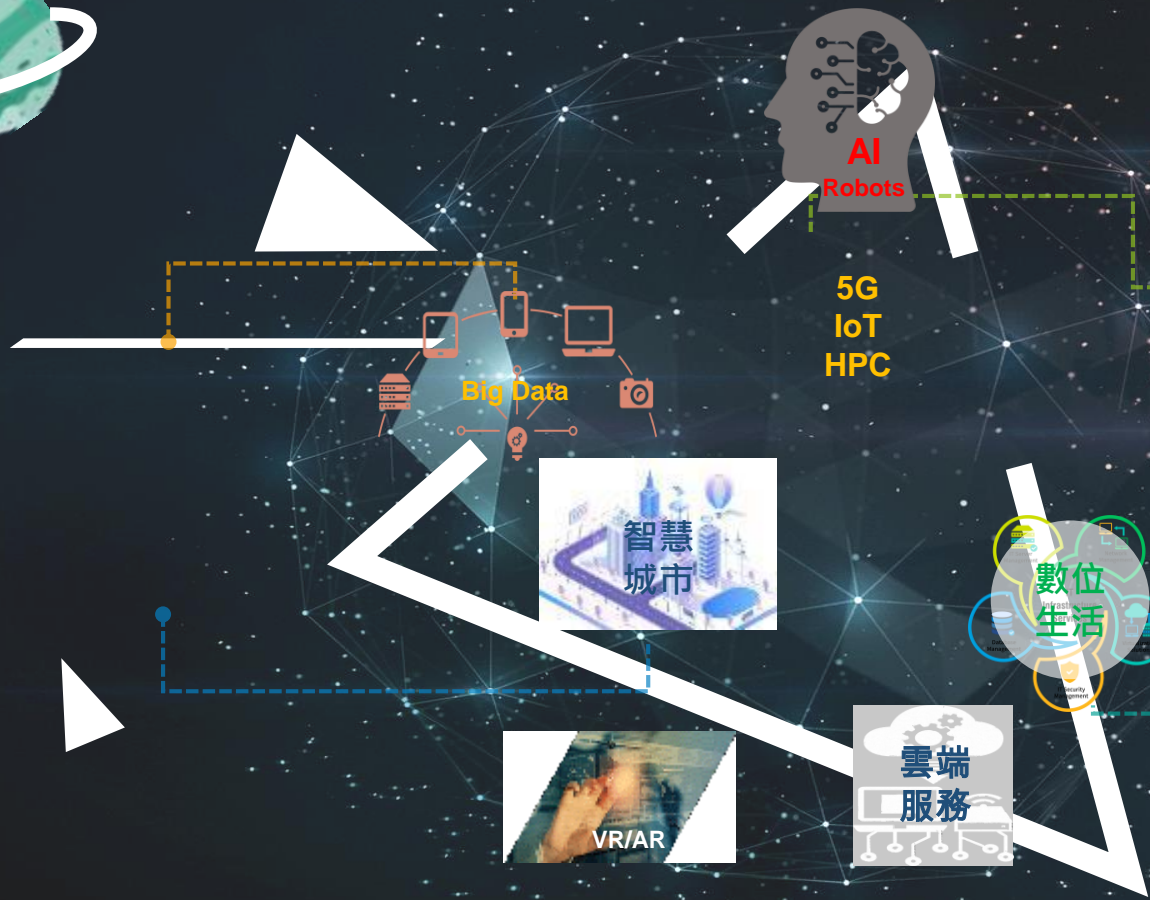 AI
Robots
5G
IoT
HPC
Big Data
智慧
城市
數位
生活
雲端
服務
VR/AR